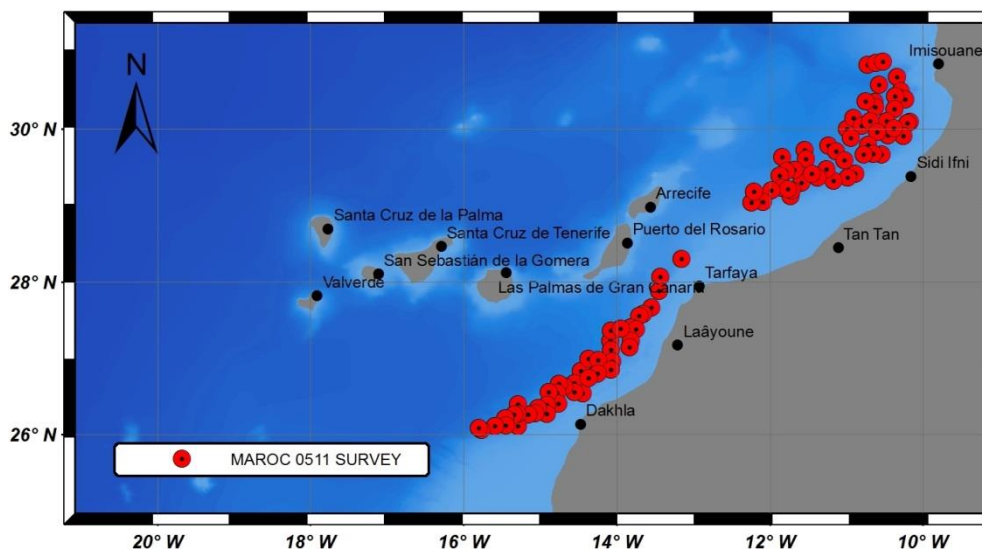 N
Imisouane
30° N
Sidi Ifni
Arrecife
Santa Cruz de la Palma
Santa Cruz de Tenerife
Puerto del Rosario
Tan Tan
San Sebastián de la Gomera
Valverde
28° N
Las Palmas de Gran Canaria
Tarfaya
Laâyoune
Dakhla
26° N
MAROC 0511 SURVEY
20° W 18° W 16° W 14° W 12° W 10° W